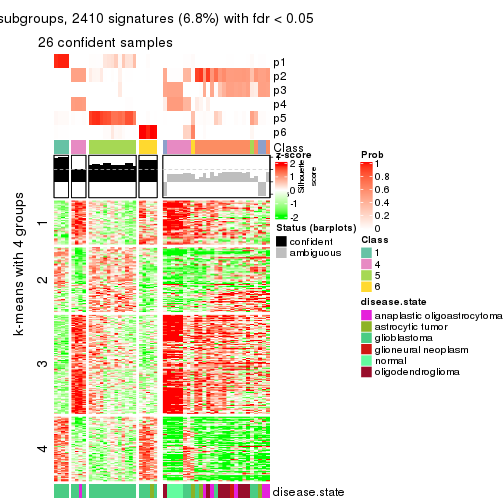 subgroups, 2410 signatures (6.8%) with fdr < 0.05
26 confident samples
p1
p2
p3
p4
p5
p6
Class
z-score
2
1
0
-1
-2
Silhouette
score
Status (barplots)
confident
ambiguous
Prob
1
0.8
0.6
0.4
0.2
0
Class
1
4
5
6
disease.state
anaplastic oligoastrocytoma
astrocytic tumor
glioblastoma
glioneural neoplasm
normal
oligodendroglioma
k-means with 4 groups
1
2
3
4
disease.state